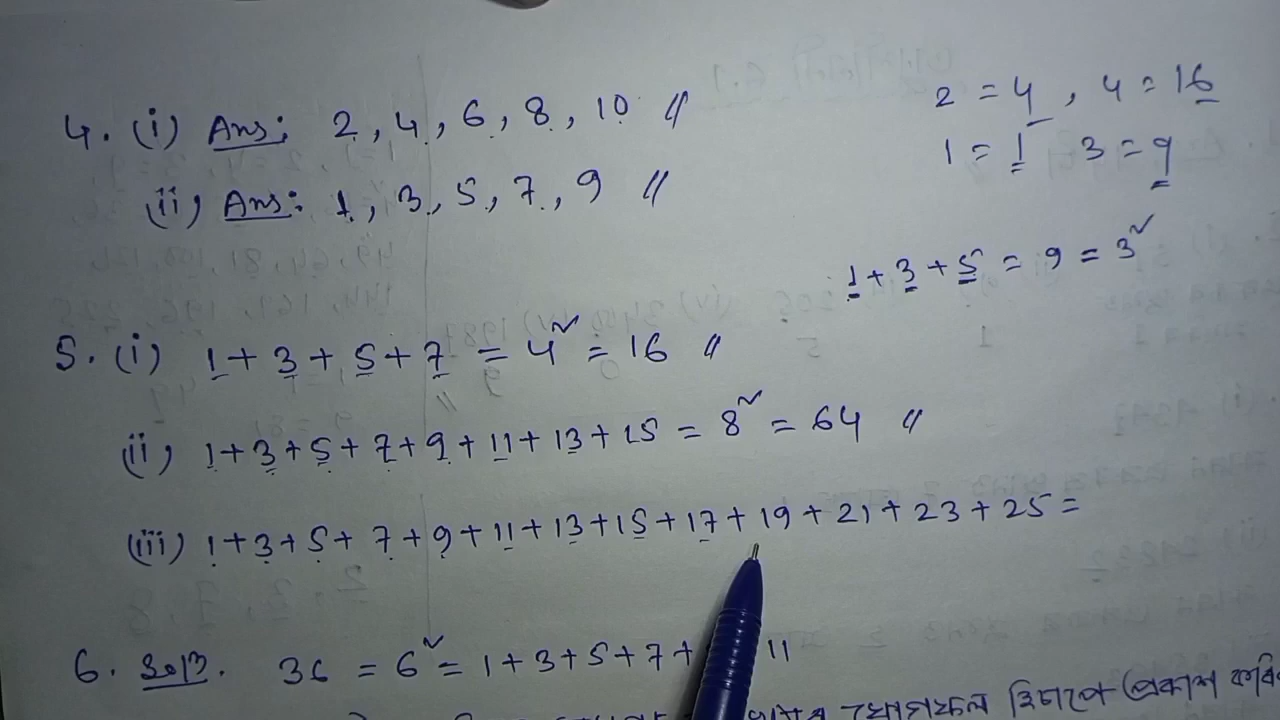 4. (i) Ans: 2, 4, 6, 8, 10 //
(ii) Ans: 1, 3, 5, 7, 9 //
2 = 4, 4 = 16
1 = 1 3 = 9
1 + 3 + 5 = 9 = 3²
5. (i) 1 + 3 + 5 + 7 = 4² = 16 //
(ii) 1 + 3 + 5 + 7 + 9 + 11 + 13 + 15 = 8² = 64 //
(iii) 1 + 3 + 5 + 7 + 9 + 11 + 13 + 15 + 17 + 19 + 21 + 23 + 25 =
6. 36 = 6² = 1 + 3 + 5 + 7 + 11
যোগফল হিচাপে প্ৰকাশ